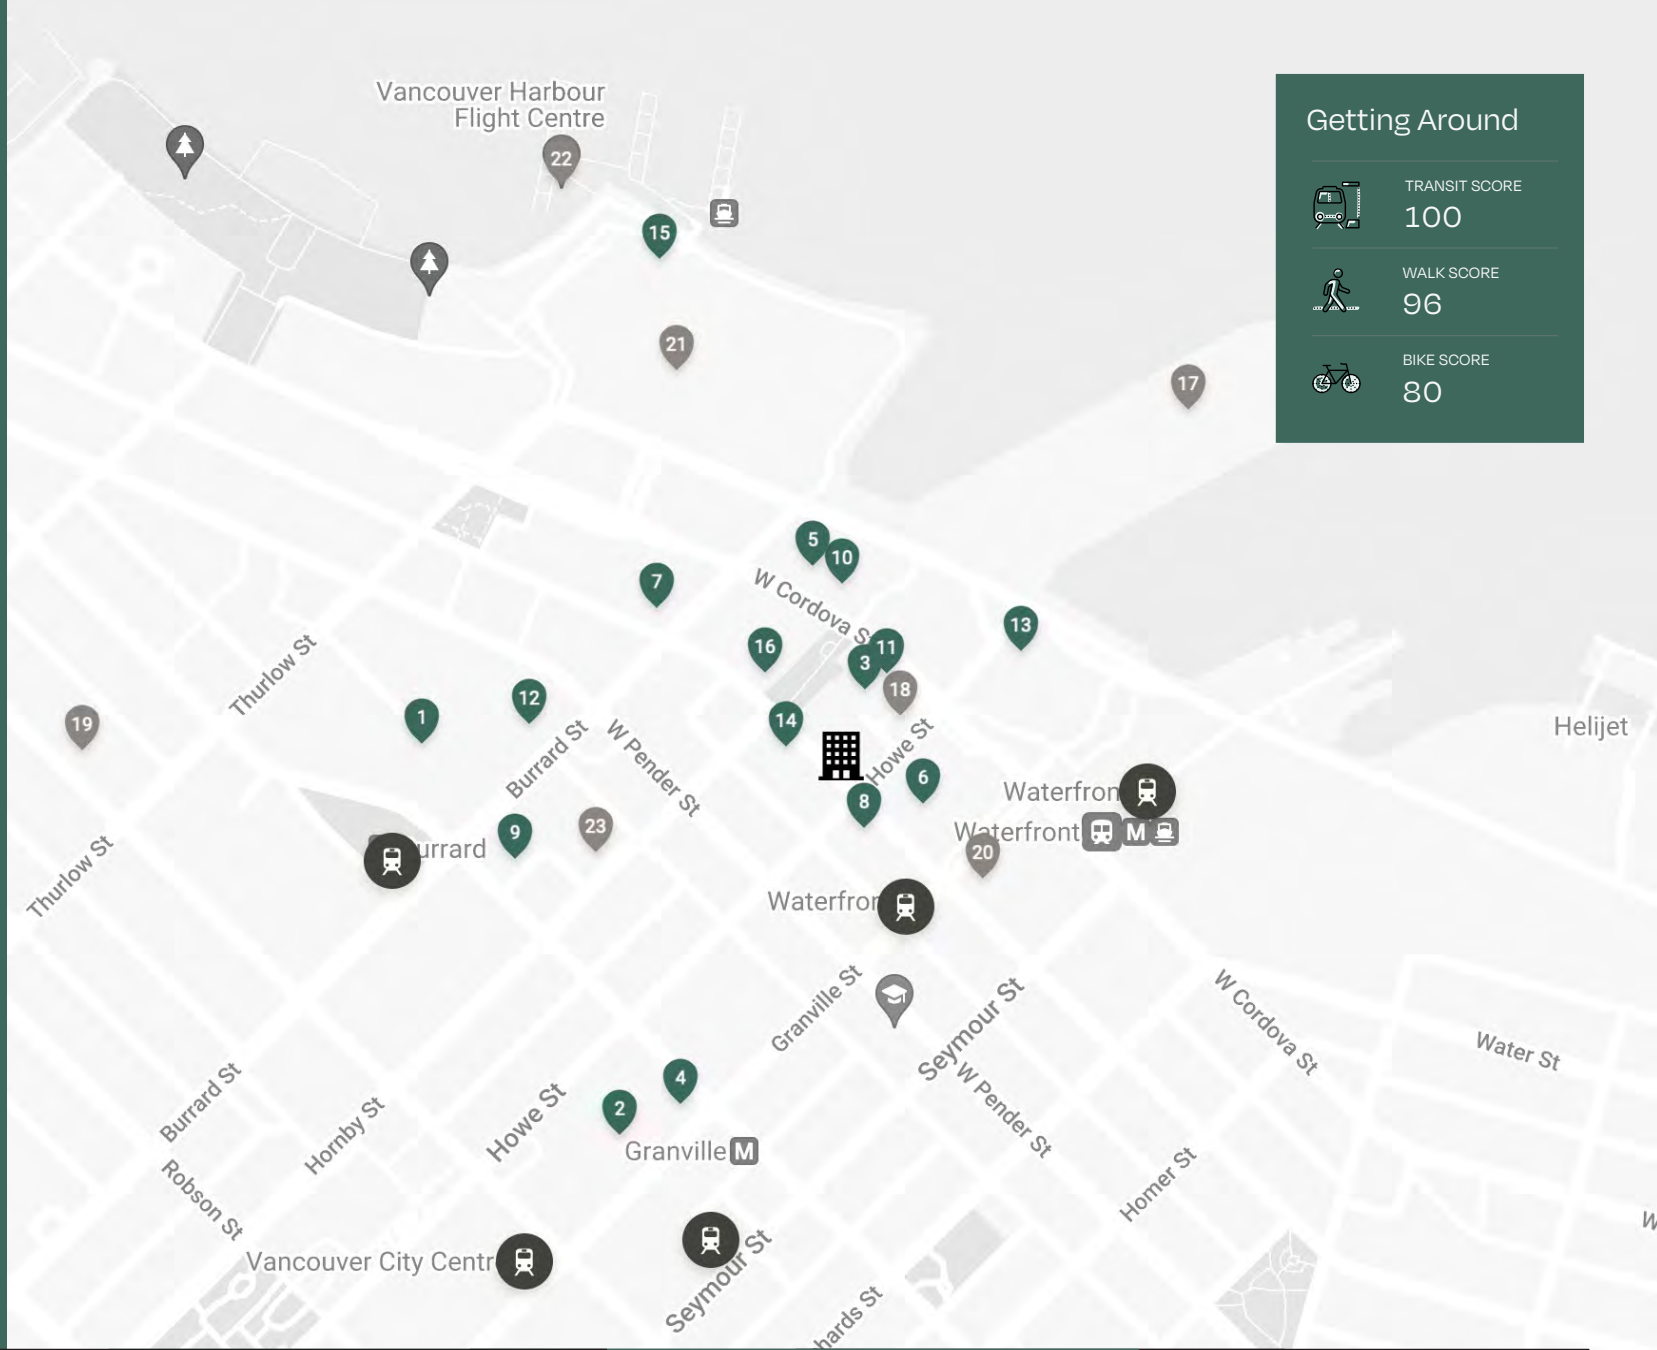 Vancouver Harbour
Flight Centre
22
15
21
17
Getting Around
TRANSIT SCORE
100
WALK SCORE
96
BIKE SCORE
80
5
10
7
W Cordova St
13
16
11
3
18
Thurlow St
12
1
19
14
Burrard St
W Pender St
Howe St
6
8
Helijet
Waterfron
Waterfront
M
20
9
23
urrard
Thurlow St
Waterfron
Granville St
Seymour St
W Pender St
W Cordova St
Water St
Burrard St
Hornby St
Howe St
4
2
Granville M
Robson St
Homer St
W
Vancouver City Centr
Seymour St
hards St